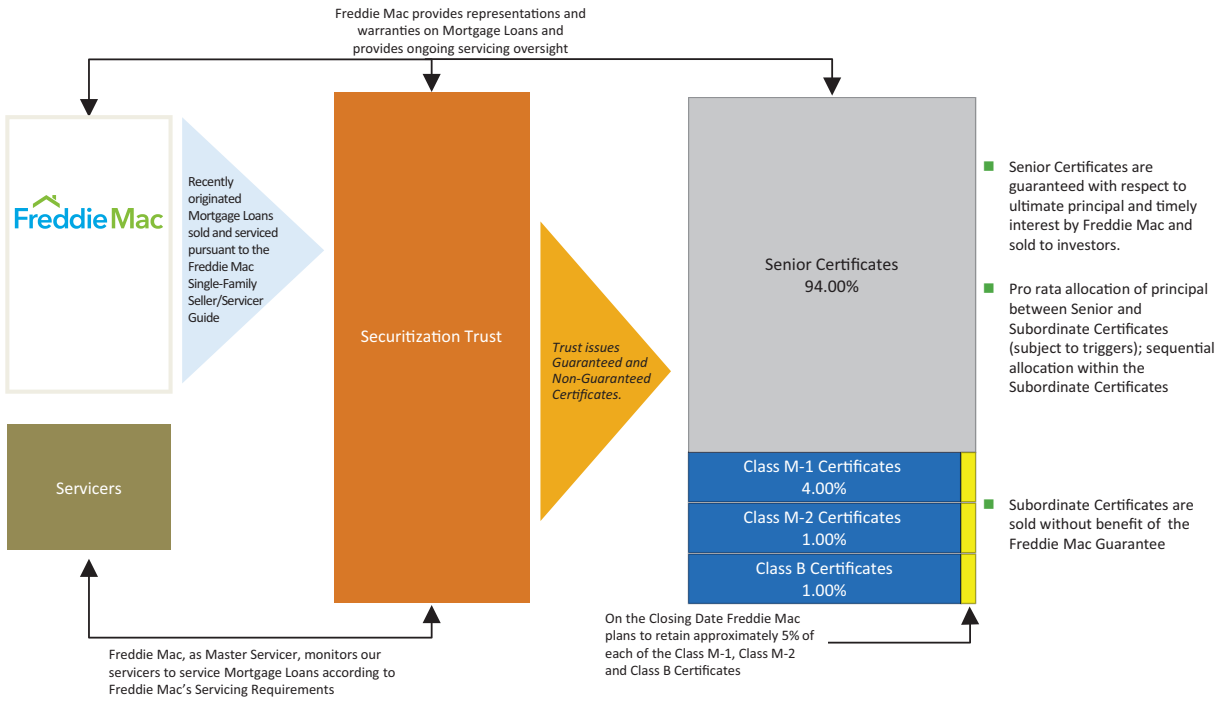 Freddie Mac provides representations and
warranties on Mortgage Loans and
provides ongoing servicing oversight
FreddieMac
Recently
originated
Mortgage Loans
sold and serviced
pursuant to the
Freddie Mac
Single-Family
Seller/Servicer
Guide
Servicers
Securitization Trust
Trust issues
Guaranteed and
Non-Guaranteed
Certificates.
Senior Certificates
94.00%
Class M-1 Certificates
4.00%
Class M-2 Certificates
1.00%
Class B Certificates
1.00%
Senior Certificates are
guaranteed with respect to
ultimate principal and timely
interest by Freddie Mac and
sold to investors.
Pro rata allocation of principal
between Senior and
Subordinate Certificates
(subject to triggers); sequential
allocation within the
Subordinate Certificates
Subordinate Certificates are
sold without benefit of the
Freddie Mac Guarantee
On the Closing Date Freddie Mac
plans to retain approximately 5% of
each of the Class M-1, Class M-2
and Class B Certificates
Freddie Mac, as Master Servicer, monitors our
servicers to service Mortgage Loans according to
Freddie Mac's Servicing Requirements